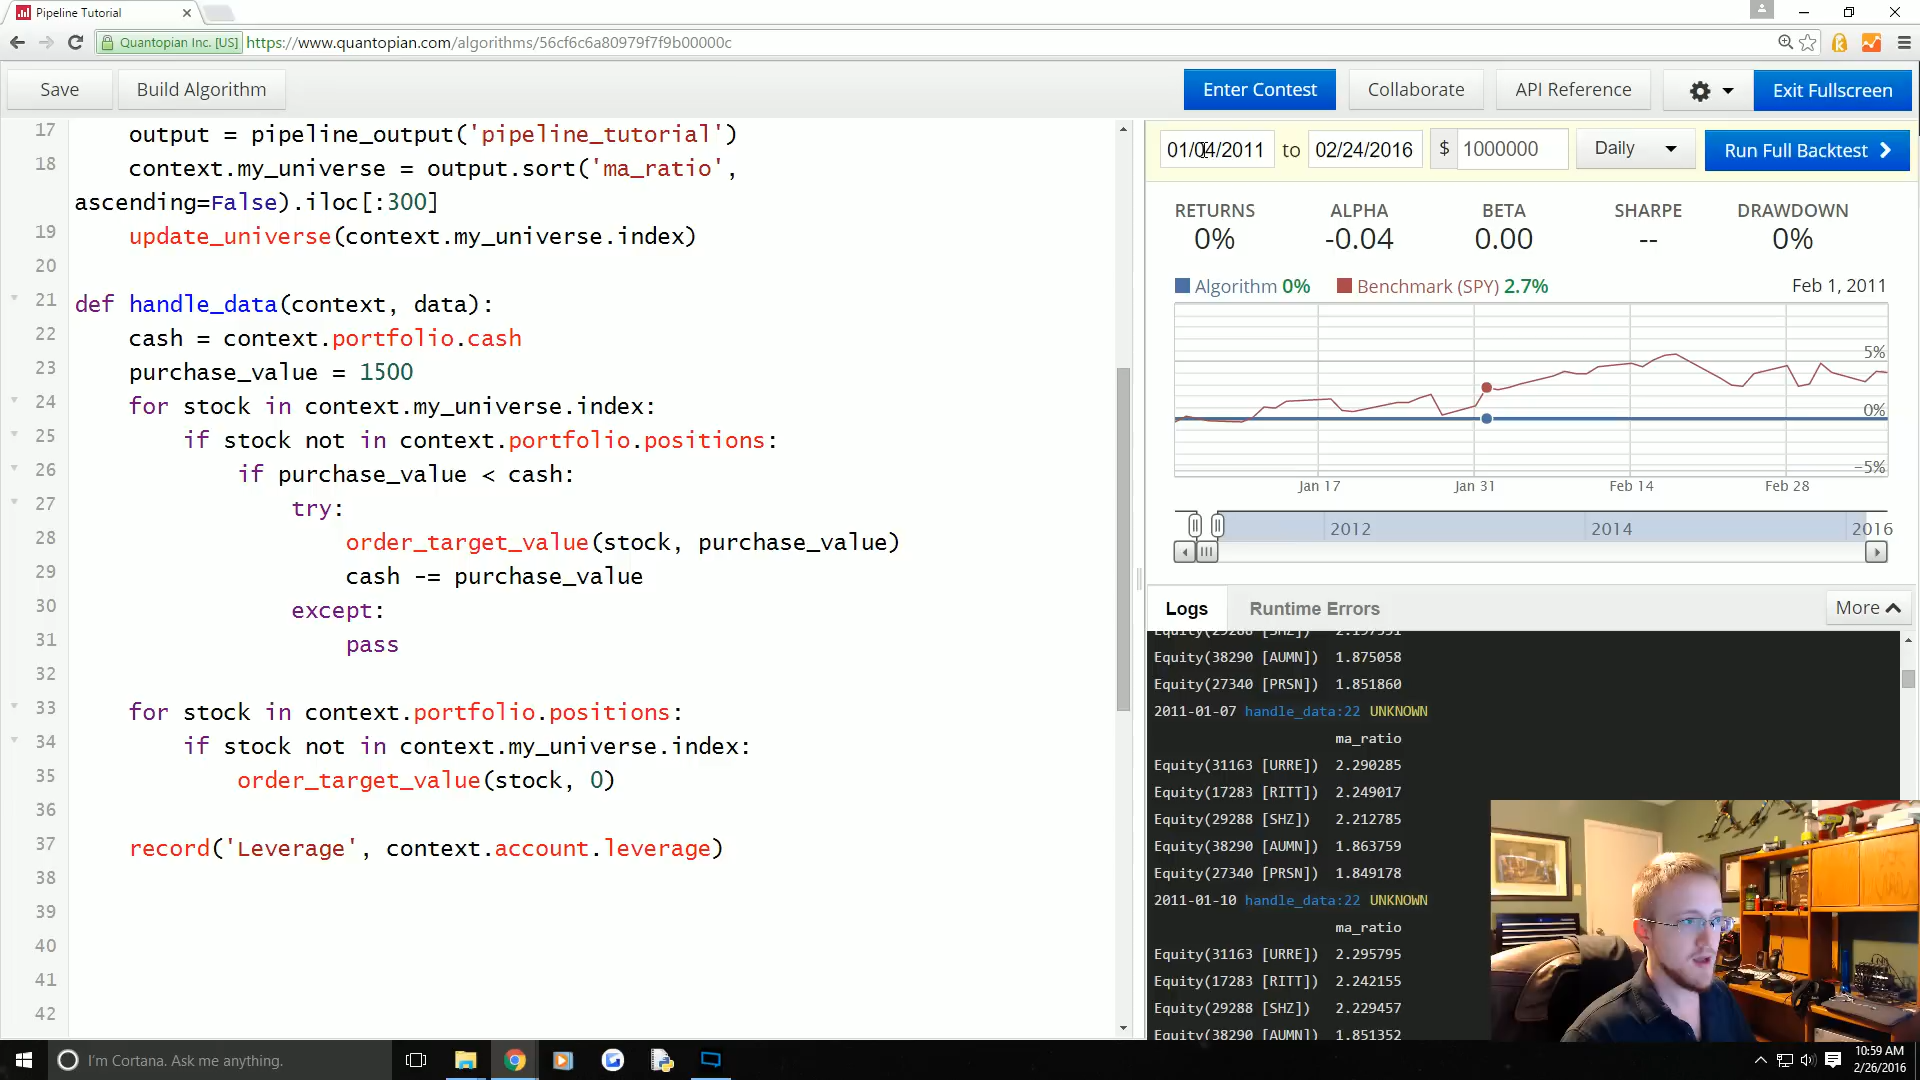 Pipeline Tutorial
Quantopian Inc. [US]
https://www.quantopian.com/algorithms/56cf6c6a80979f7f9b00000c
Save
Build Algorithm
Enter Contest
Collaborate
API Reference
Exit Fullscreen
17 output = pipeline_output('pipeline_tutorial')
18 context.my_universe = output.sort('ma_ratio',
ascending=False).iloc[:300]
19 update_universe(context.my_universe.index)
20
21 def handle_data(context, data):
22 cash = context.portfolio.cash
23 purchase_value = 1500
24 for stock in context.my_universe.index:
25 if stock not in context.portfolio.positions:
26 if purchase_value < cash:
27 try:
28 order_target_value(stock, purchase_value)
29 cash -= purchase_value
30 except:
31 pass
32
33 for stock in context.portfolio.positions:
34 if stock not in context.my_universe.index:
35 order_target_value(stock, 0)
36
37 record('Leverage', context.account.leverage)
38
39
40
41
42
01/04/2011 to 02/24/2016 $ 1000000 Daily Run Full Backtest
RETURNS ALPHA BETA SHARPE DRAWDOWN
0% -0.04 0.00 -- 0%
Algorithm 0% Benchmark (SPY) 2.7% Feb 1, 2011
5%
0%
-5%
Jan 17 Jan 31 Feb 14 Feb 28
2012 2014 2016
Logs Runtime Errors More
Equity(29288 [SHZ]) 2.197551
Equity(38290 [AUMN]) 1.875058
Equity(27340 [PRSN]) 1.851860
2011-01-07 handle_data:22 UNKNOWN
ma_ratio
Equity(31163 [URRE]) 2.290285
Equity(17283 [RITT]) 2.249017
Equity(29288 [SHZ]) 2.212785
Equity(38290 [AUMN]) 1.863759
Equity(27340 [PRSN]) 1.849178
2011-01-10 handle_data:22 UNKNOWN
ma_ratio
Equity(31163 [URRE]) 2.295795
Equity(17283 [RITT]) 2.242155
Equity(29288 [SHZ]) 2.229457
Equity(38290 [AUMN]) 1.851352
I'm Cortana. Ask me anything.
10:59 AM
2/26/2016